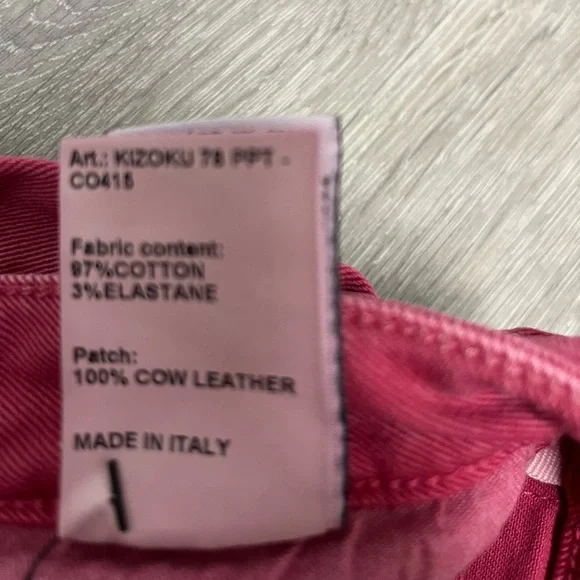 Art.: KIZOKU 78 PPT -
CO415
Fabric content:
97%COTTON
3%ELASTANE
Patch:
100% COW LEATHER
MADE IN ITALY